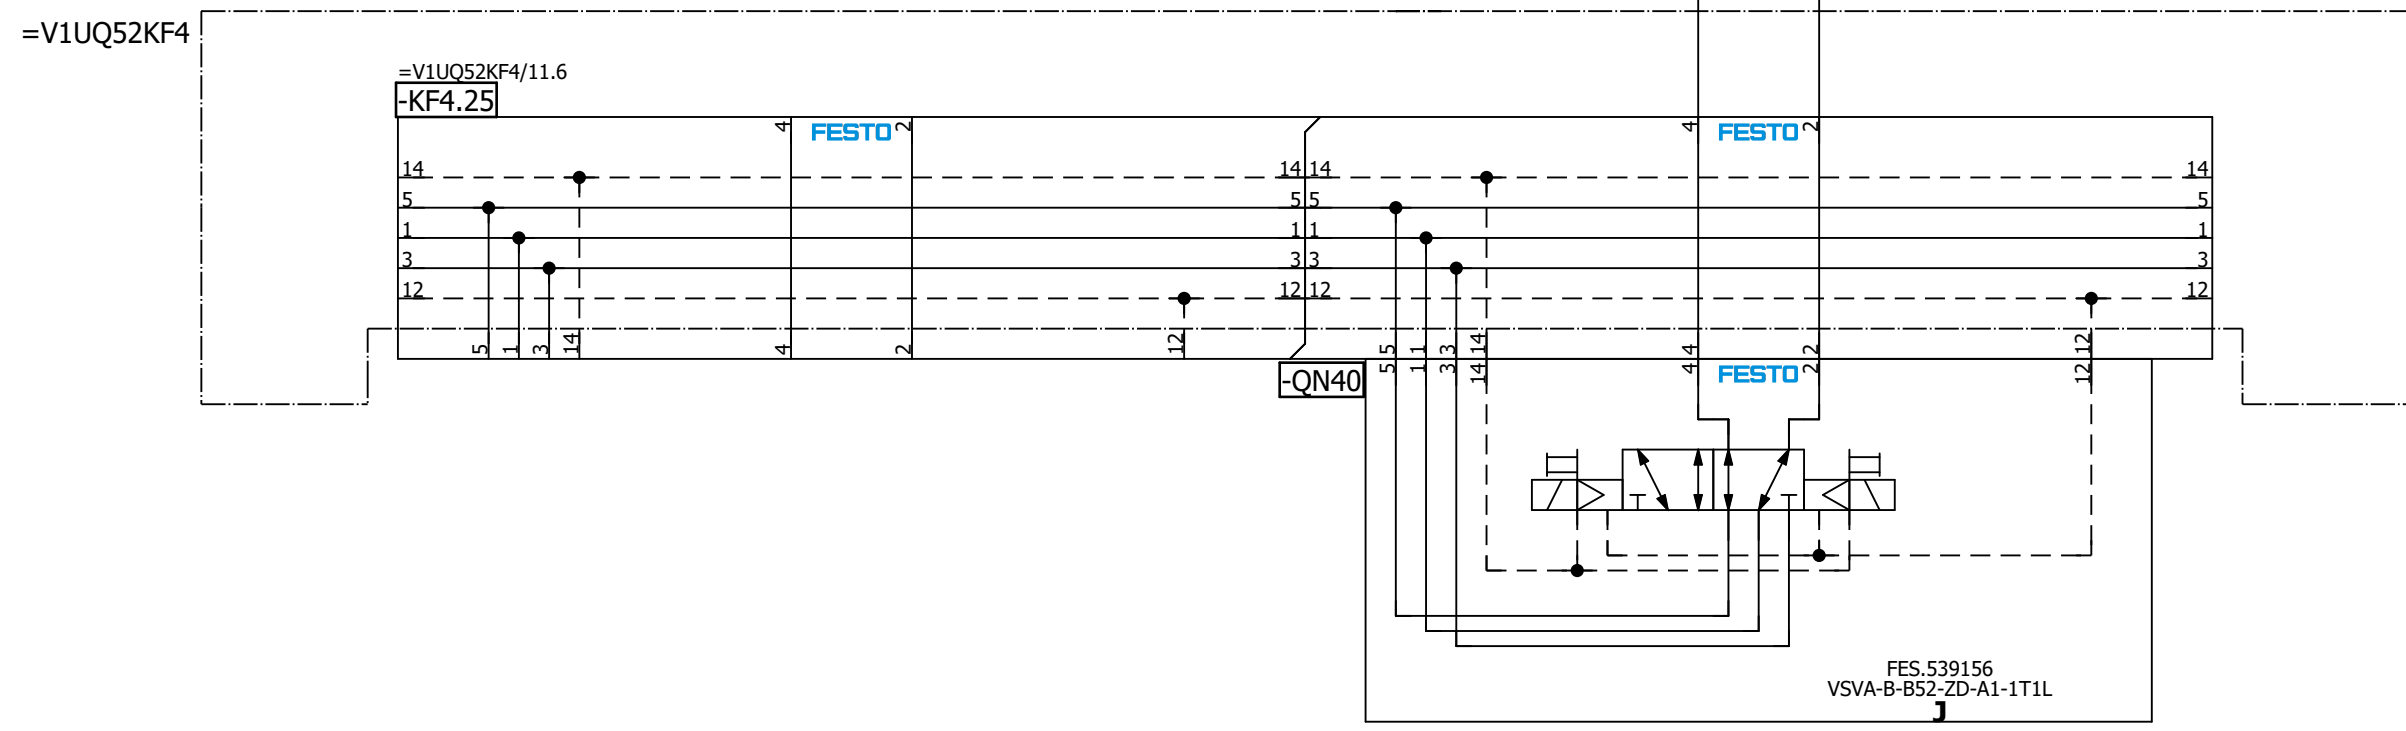 =V1UQ52KF4
=V1UQ52KF4/11.6
-KF4.25
4 FESTO 2 4 FESTO 2
14 14 14 14
5 5 5 5
1 1 1 1
3 3 3 3
12 12 12 12
5 1 3 14 4 2 12 5 1 3 14 4 2 12
-QN40 5 1 3 14 4 FESTO 2 12
FES.539156
VSVA-B-B52-ZD-A1-1T1L
J